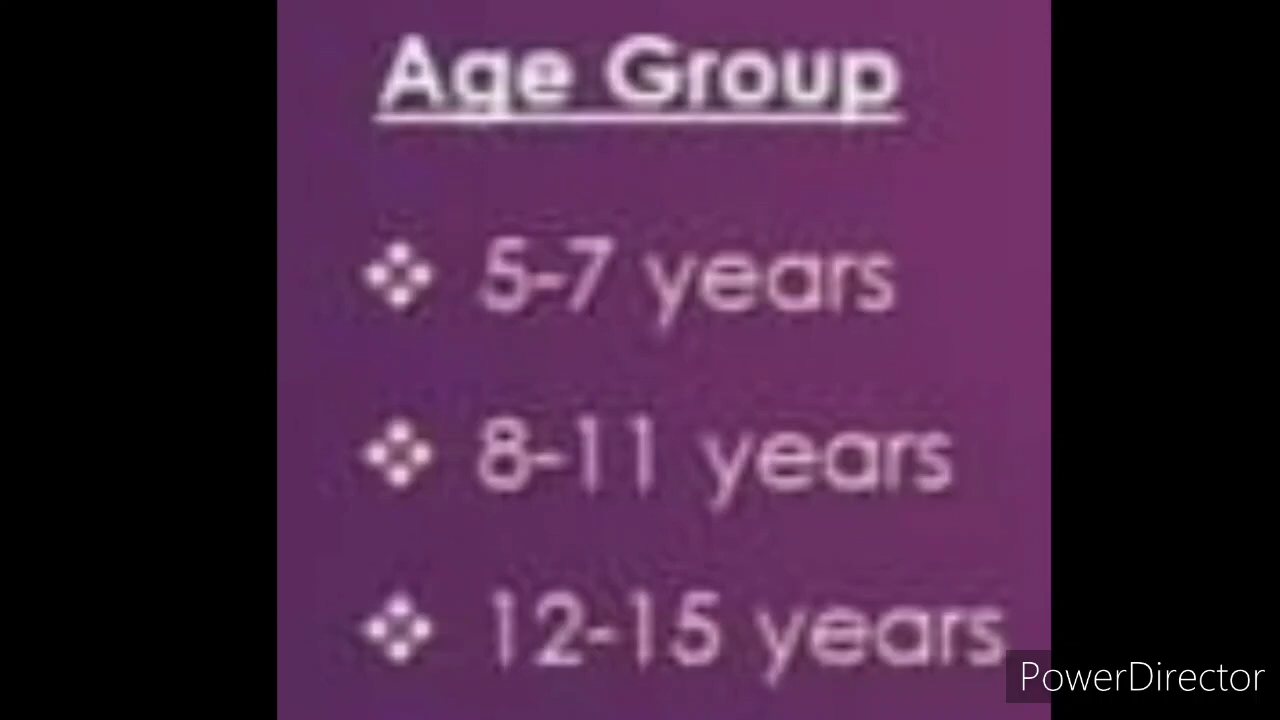 Age Group
❖ 5-7 years
❖ 8-11 years
❖ 12-15 years
PowerDirector